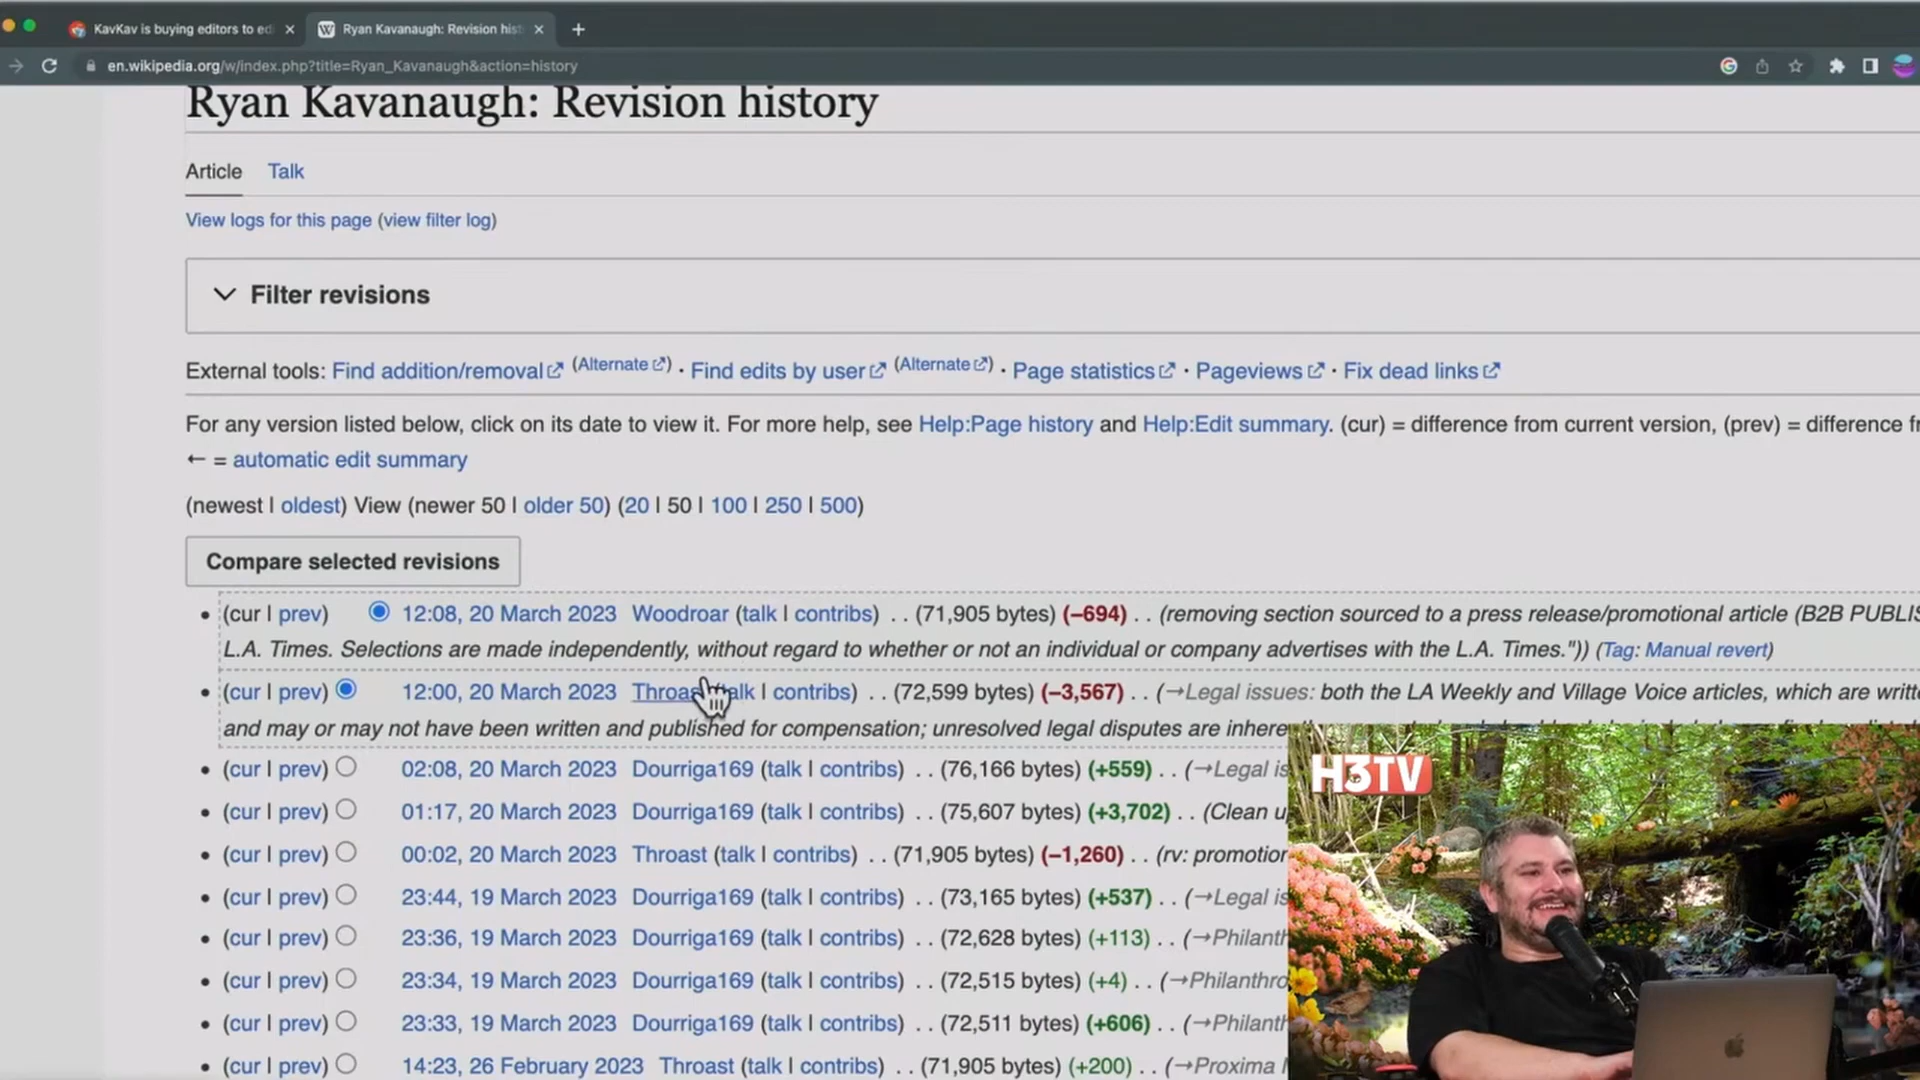 KavKav is buying editors to ed
Ryan Kavanaugh: Revision hist
en.wikipedia.org/w/index.php?title=Ryan_Kavanaugh&action=history
Ryan Kavanaugh: Revision history
Article Talk
View logs for this page (view filter log)
Filter revisions
External tools: Find addition/removal (Alternate) · Find edits by user (Alternate) · Page statistics · Pageviews · Fix dead links
For any version listed below, click on its date to view it. For more help, see Help:Page history and Help:Edit summary. (cur) = difference from current version, (prev) = difference f
← = automatic edit summary
(newest | oldest) View (newer 50 | older 50) (20 | 50 | 100 | 250 | 500)
Compare selected revisions
(cur | prev) 12:08, 20 March 2023 Woodroar (talk | contribs) . . (71,905 bytes) (−694) . . (removing section sourced to a press release/promotional article (B2B PUBLIS
L.A. Times. Selections are made independently, without regard to whether or not an individual or company advertises with the L.A. Times.")) (Tag: Manual revert)
(cur | prev) 12:00, 20 March 2023 Throast (talk | contribs) . . (72,599 bytes) (−3,567) . . (→Legal issues: both the LA Weekly and Village Voice articles, which are writt
and may or may not have been written and published for compensation; unresolved legal disputes are inhere
(cur | prev) 02:08, 20 March 2023 Dourriga169 (talk | contribs) . . (76,166 bytes) (+559) . . (→Legal is
(cur | prev) 01:17, 20 March 2023 Dourriga169 (talk | contribs) . . (75,607 bytes) (+3,702) . . (Clean u
(cur | prev) 00:02, 20 March 2023 Throast (talk | contribs) . . (71,905 bytes) (−1,260) . . (rv: promotion
(cur | prev) 23:44, 19 March 2023 Dourriga169 (talk | contribs) . . (73,165 bytes) (+537) . . (→Legal is
(cur | prev) 23:36, 19 March 2023 Dourriga169 (talk | contribs) . . (72,628 bytes) (+113) . . (→Philanth
(cur | prev) 23:34, 19 March 2023 Dourriga169 (talk | contribs) . . (72,515 bytes) (+4) . . (→Philanthro
(cur | prev) 23:33, 19 March 2023 Dourriga169 (talk | contribs) . . (72,511 bytes) (+606) . . (→Philanth
(cur | prev) 14:23, 26 February 2023 Throast (talk | contribs) . . (71,905 bytes) (+200) . . (→Proxima
H3TV